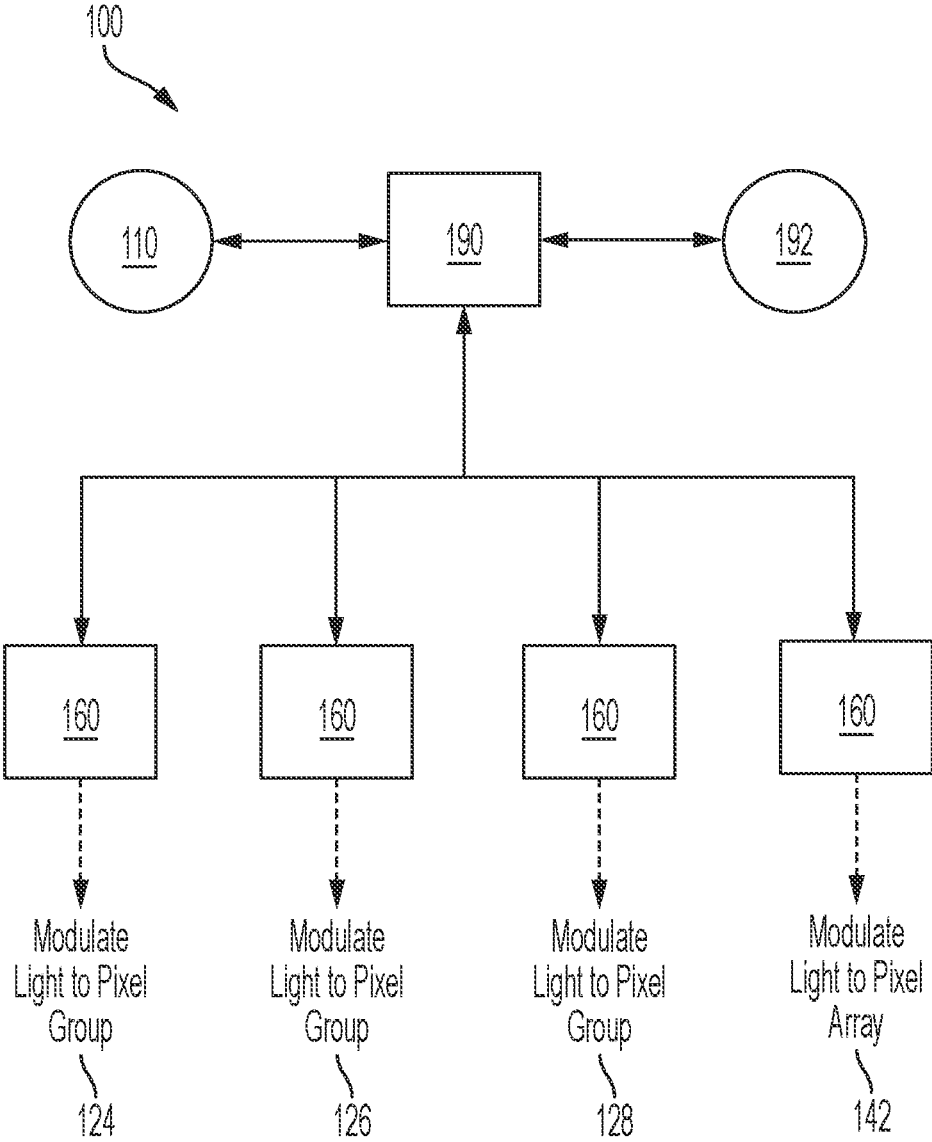 100
110
190
192
160
160
160
160
Modulate
Light to Pixel
Group
124
Modulate
Light to Pixel
Group
126
Modulate
Light to Pixel
Group
128
Modulate
Light to Pixel
Array
142